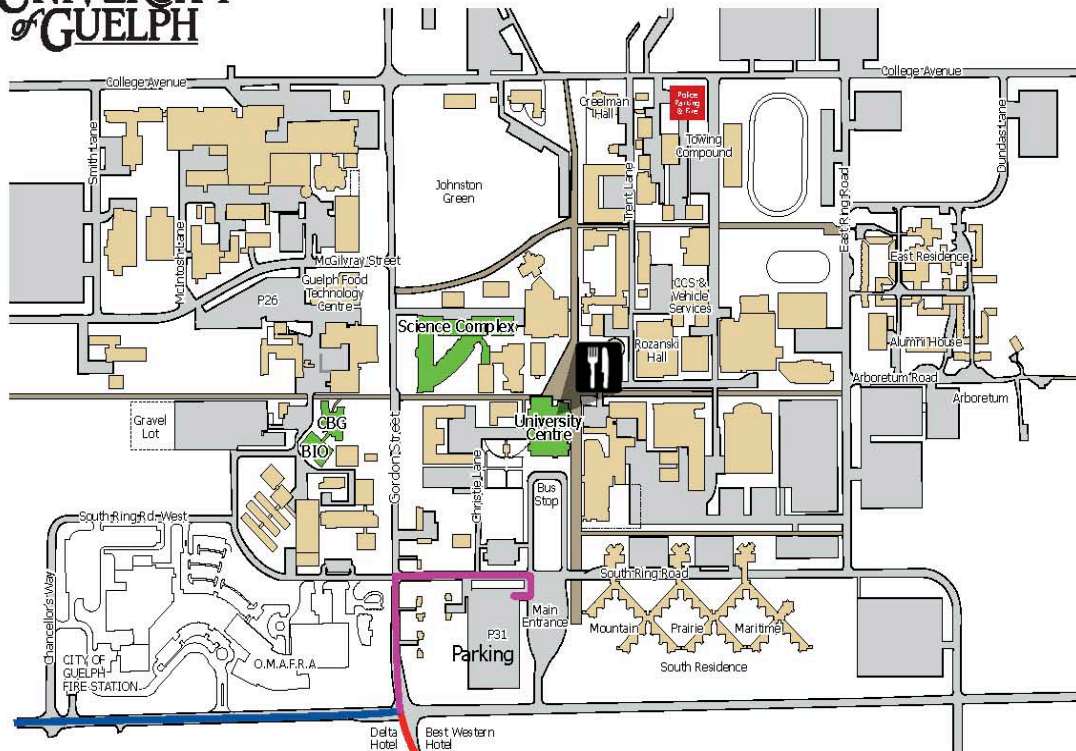 UNIVERSITY
of GUELPH
College Avenue
College Avenue
Smith Lane
McIntosh Lane
Johnston
Green
Creelman
Hall
Police
Parking
& Fire
Towing
Compound
Trent Lane
East Ring Road
Dundas Lane
East Residence
McGilvray Street
Guelph Food
Technology
Centre
P26
Science Complex
CCS &
Vehicle
Services
Rozanski
Hall
Alumni House
Arboretum Road
Arboretum
Gravel
Lot
CBG
BIO
Gordon Street
Christie Lane
University
Centre
Bus
Stop
South Ring Rd. West
Chancellor's Way
South Ring Road
Main
Entrance
P31
Parking
Mountain
Prairie
Maritime
South Residence
CITY OF
GUELPH
FIRE STATION
O.M.A.F.R.A
Delta
Hotel
Best Western
Hotel